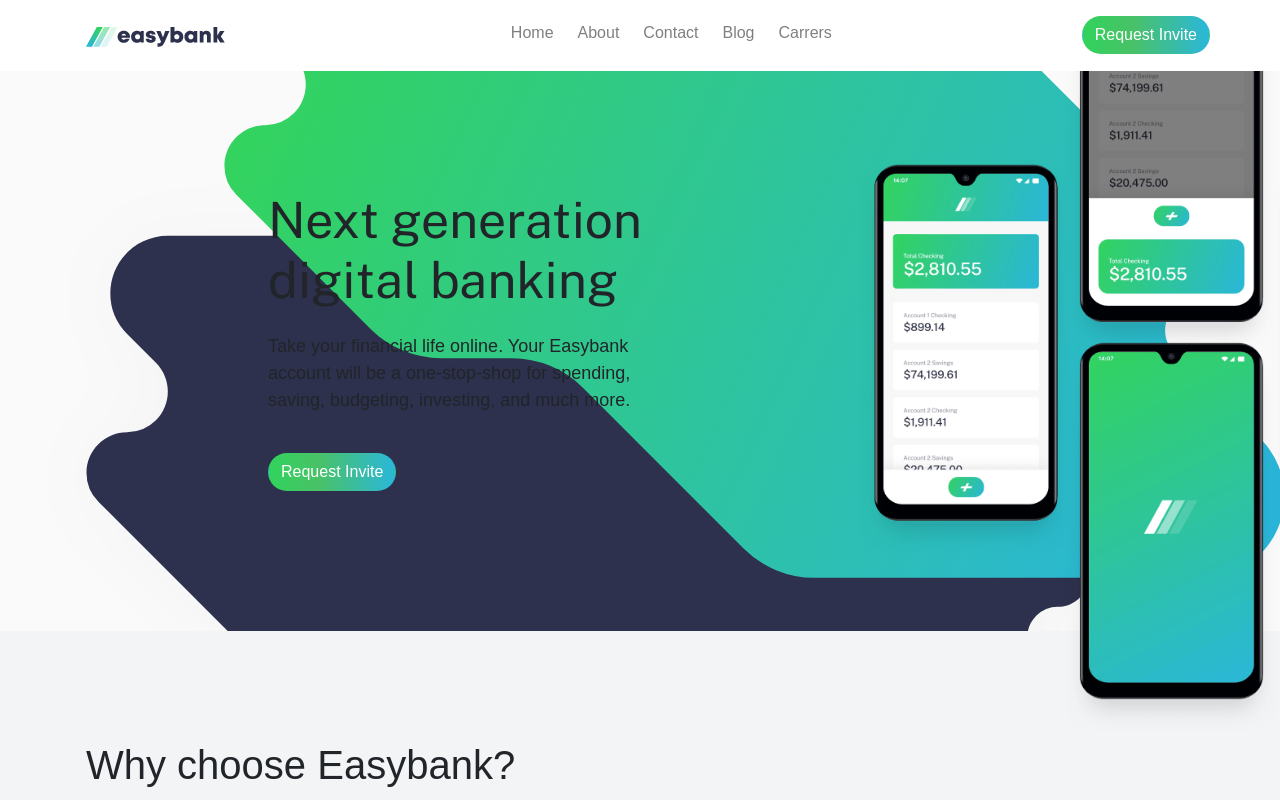 easybank
Home
About
Contact
Blog
Carrers
Request Invite
Next generation
digital banking
Take your financial life online. Your Easybank
account will be a one-stop-shop for spending,
saving, budgeting, investing, and much more.
Request Invite
14:07
Total Checking
$2,810.55
Account 1 Checking
$899.14
Account 2 Savings
$74,199.61
Account 2 Checking
$1,911.41
Account 2 Savings
$20,475.00
Account 2 Savings
$74,199.61
Account 2 Checking
$1,911.41
Account 2 Savings
$20,475.00
Total Checking
$2,810.55
14:07
Why choose Easybank?